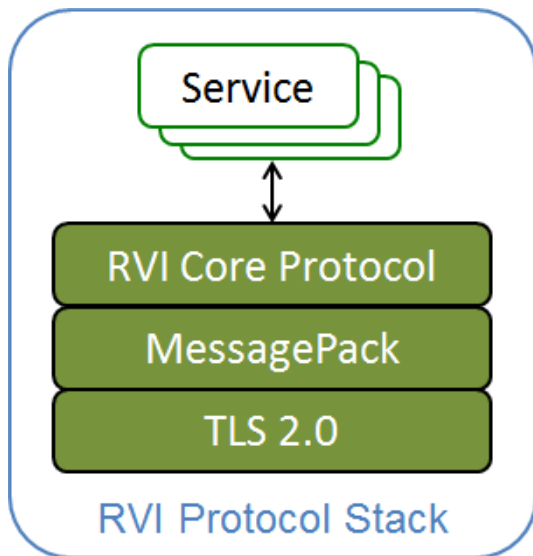 Service
RVI Core Protocol
MessagePack
TLS 2.0
RVI Protocol Stack